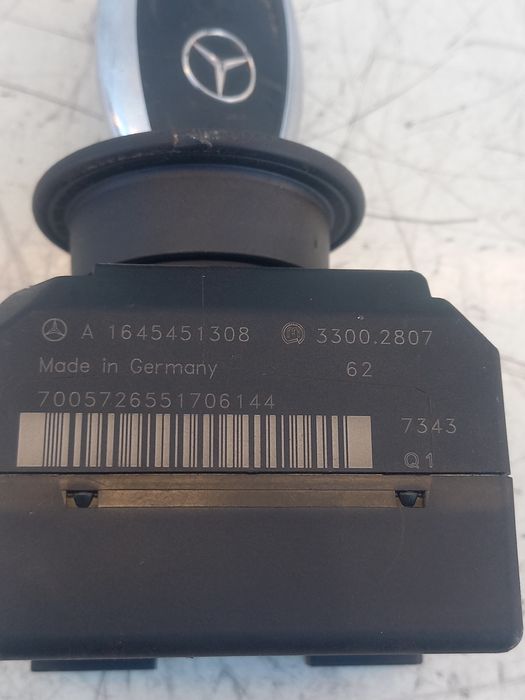 A 1645451308 3300.2807
Made in Germany 62
7005726551706144
7343
Q1